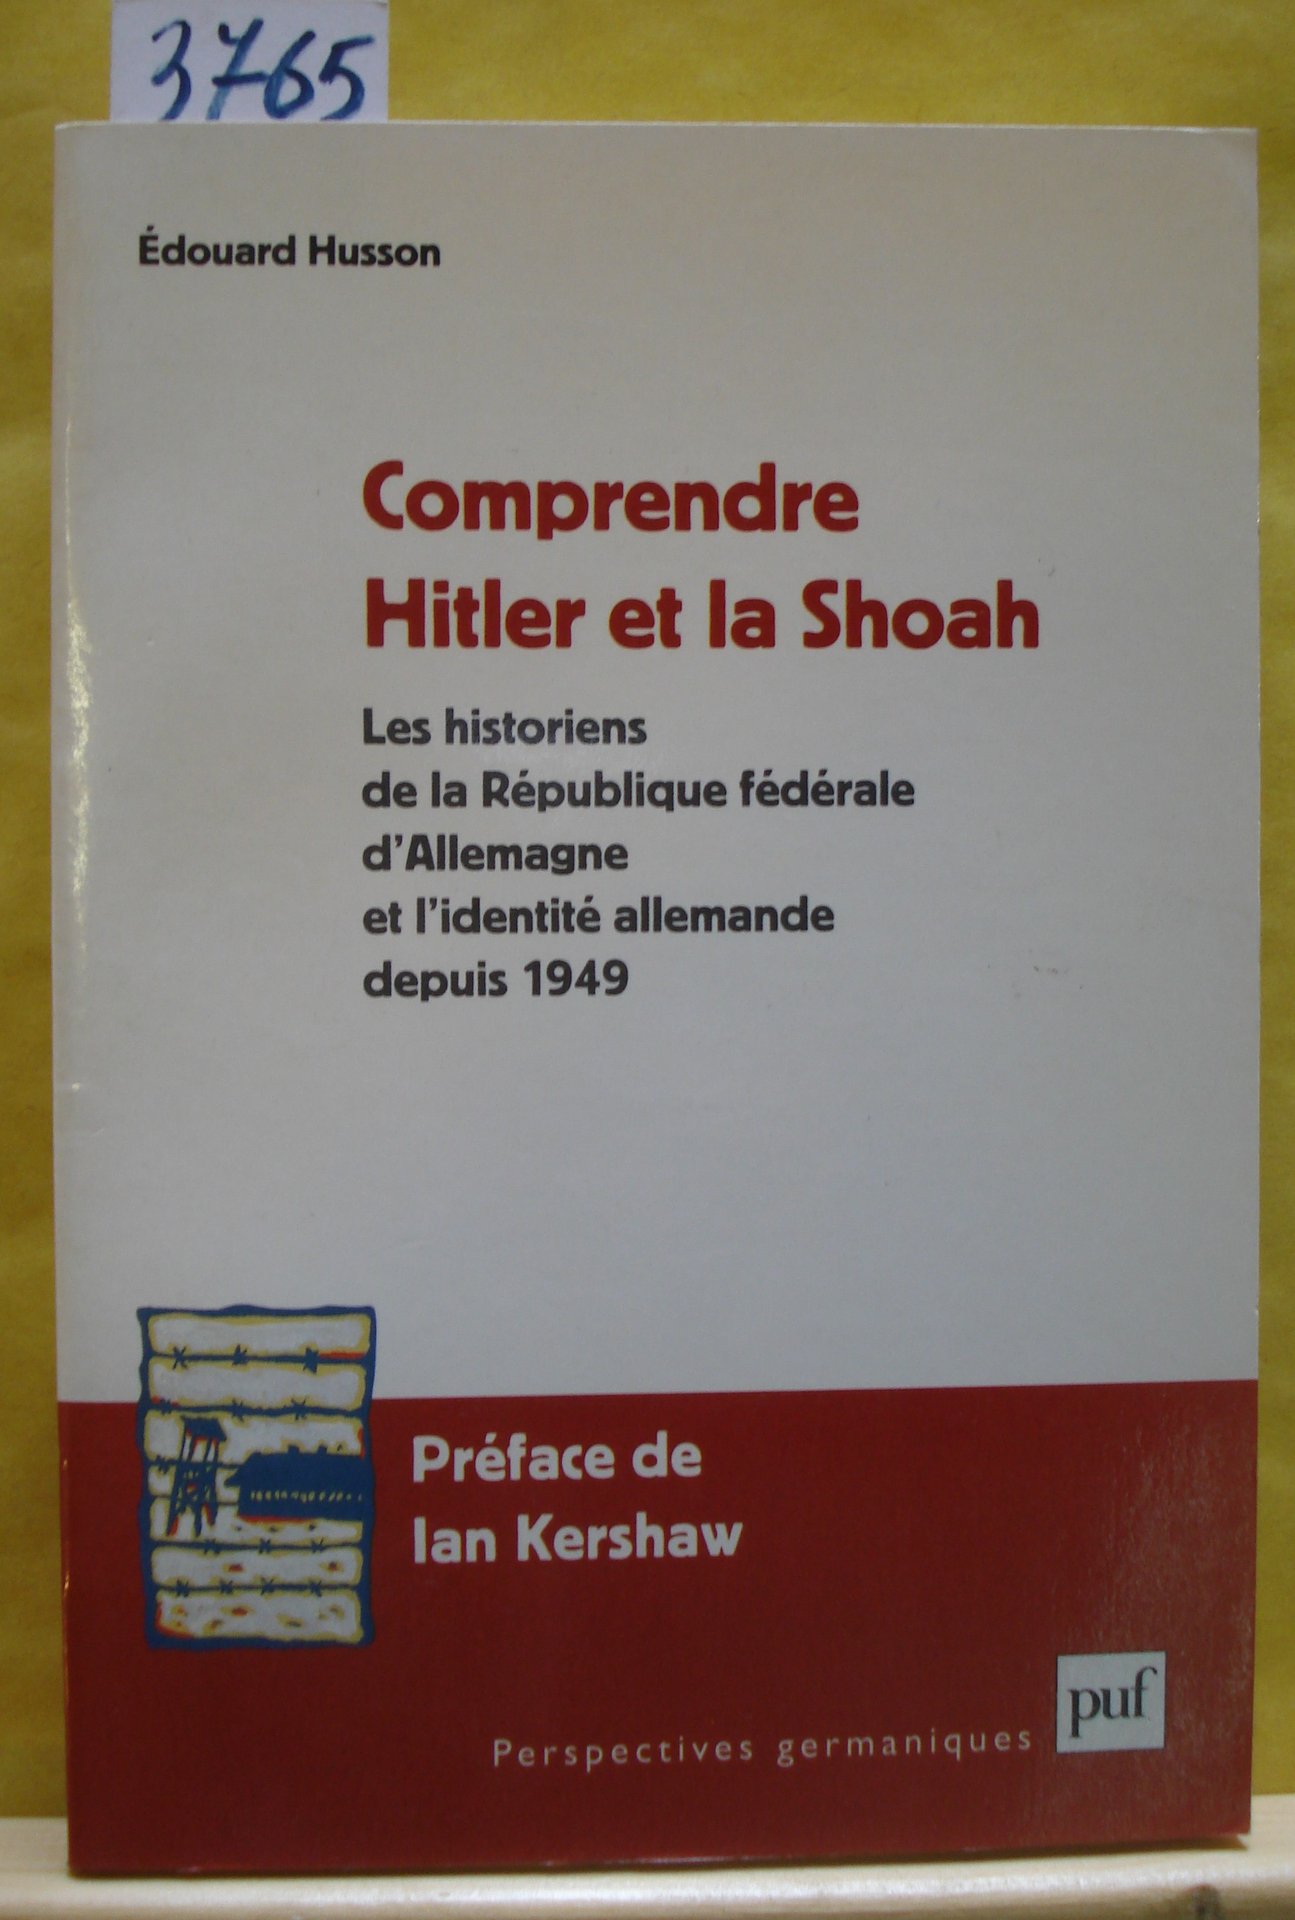 3765
Édouard Husson
Comprendre
Hitler et la Shoah
Les historiens
de la République fédérale
d'Allemagne
et l'identité allemande
depuis 1949
Préface de
Ian Kershaw
Perspectives germaniques
puf